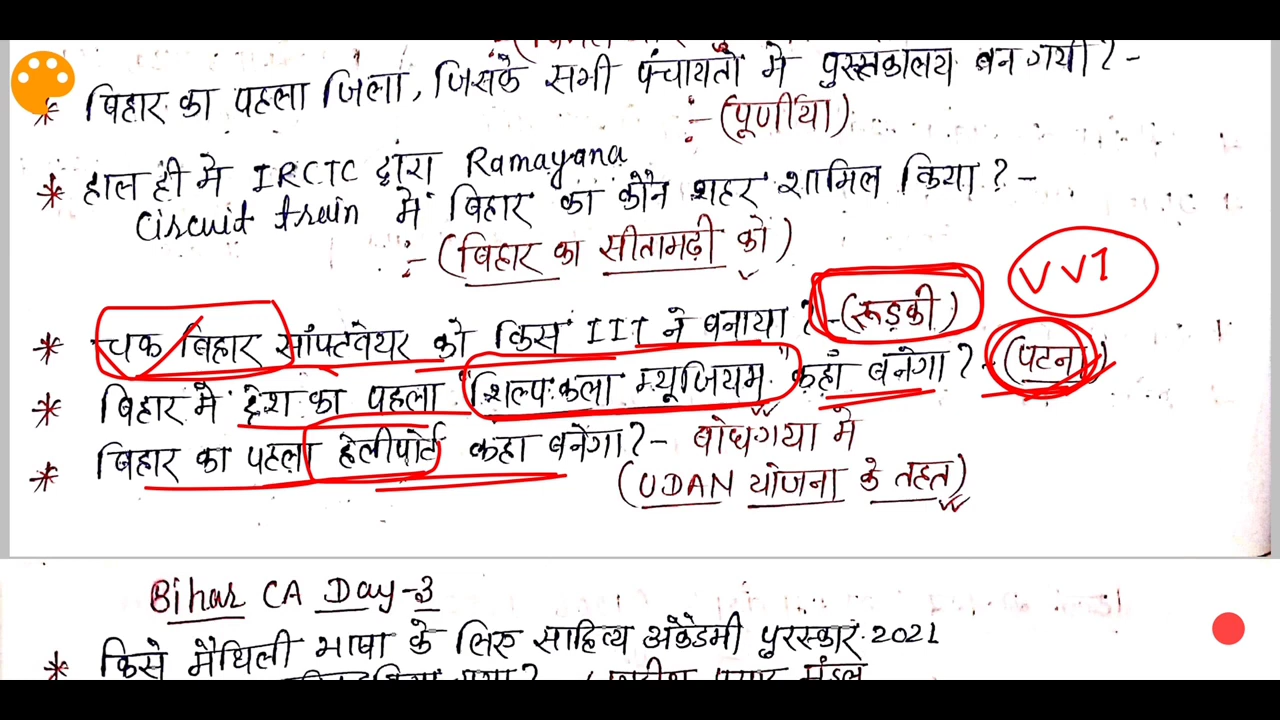 * बिहार का पहला जिला, जिसके सभी पंचायतों मे पुस्तकालय बन गयी? -
:- (पूर्णीया)
* हाल ही मे IRCTC द्वारा Ramayana
Circuit train में बिहार का कौन शहर शामिल किया? -
:- (बिहार का सीतामढ़ी को)
VVI
* चक बिहार सॉफ्टवेयर को किस IIT ने बनाया? - (रूड़की)
* बिहार में देश का पहला "शिल्पकला म्यूजियम" कहां बनेगा? - (पटना)
* बिहार का पहला हेलीपोर्ट कहा बनेगा? - बोधगया मे
(UDAN योजना के तहत)
Bihar CA Day-3
* किसे मैथिली भाषा के लिए साहित्य अकेडमी पुरस्कार 2021